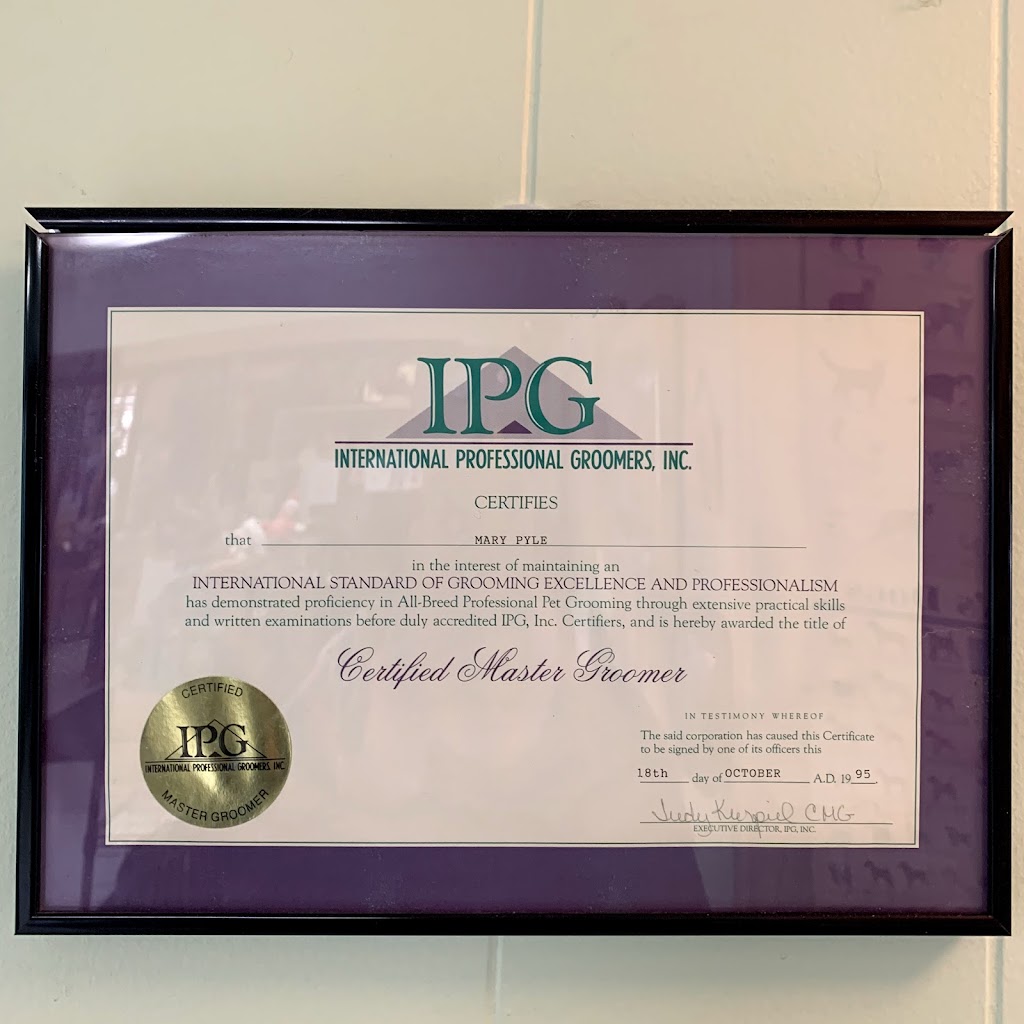 IPG
INTERNATIONAL PROFESSIONAL GROOMERS, INC.
CERTIFIES
that MARY PYLE
in the interest of maintaining an
INTERNATIONAL STANDARD OF GROOMING EXCELLENCE AND PROFESSIONALISM
has demonstrated proficiency in All-Breed Professional Pet Grooming through extensive practical skills
and written examinations before duly accredited IPG, Inc. Certifiers, and is hereby awarded the title of
Certified Master Groomer
CERTIFIED
IPG
INTERNATIONAL PROFESSIONAL GROOMERS, INC.
MASTER GROOMER
IN TESTIMONY WHEREOF
The said corporation has caused this Certificate
to be signed by one of its officers this
18th day of OCTOBER A.D. 19 95.
Judy Kurpiel CMG
EXECUTIVE DIRECTOR, IPG, INC.